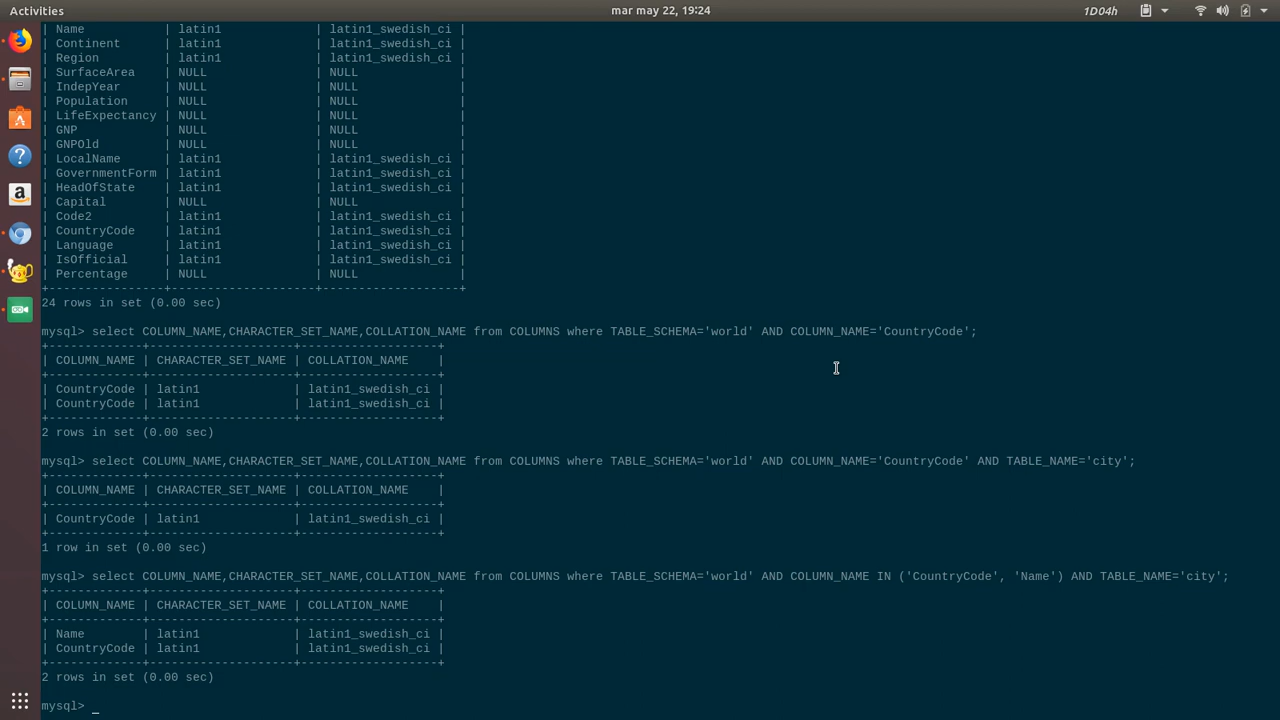 Activities mar may 22, 19:24 1D04h
| Name           | latin1             | latin1_swedish_ci |
| Continent      | latin1             | latin1_swedish_ci |
| Region         | latin1             | latin1_swedish_ci |
| SurfaceArea    | NULL               | NULL              |
| IndepYear      | NULL               | NULL              |
| Population     | NULL               | NULL              |
| LifeExpectancy | NULL               | NULL              |
| GNP            | NULL               | NULL              |
| GNPOld         | NULL               | NULL              |
| LocalName      | latin1             | latin1_swedish_ci |
| GovernmentForm | latin1             | latin1_swedish_ci |
| HeadOfState    | latin1             | latin1_swedish_ci |
| Capital        | NULL               | NULL              |
| Code2          | latin1             | latin1_swedish_ci |
| CountryCode    | latin1             | latin1_swedish_ci |
| Language       | latin1             | latin1_swedish_ci |
| IsOfficial     | latin1             | latin1_swedish_ci |
| Percentage     | NULL               | NULL              |
+----------------+--------------------+-------------------+
24 rows in set (0.00 sec)
mysql> select COLUMN_NAME,CHARACTER_SET_NAME,COLLATION_NAME from COLUMNS where TABLE_SCHEMA='world' AND COLUMN_NAME='CountryCode';
+-------------+--------------------+-------------------+
| COLUMN_NAME | CHARACTER_SET_NAME | COLLATION_NAME    |
+-------------+--------------------+-------------------+
| CountryCode | latin1             | latin1_swedish_ci |
| CountryCode | latin1             | latin1_swedish_ci |
+-------------+--------------------+-------------------+
2 rows in set (0.00 sec)
mysql> select COLUMN_NAME,CHARACTER_SET_NAME,COLLATION_NAME from COLUMNS where TABLE_SCHEMA='world' AND COLUMN_NAME='CountryCode' AND TABLE_NAME='city';
+-------------+--------------------+-------------------+
| COLUMN_NAME | CHARACTER_SET_NAME | COLLATION_NAME    |
+-------------+--------------------+-------------------+
| CountryCode | latin1             | latin1_swedish_ci |
+-------------+--------------------+-------------------+
1 row in set (0.00 sec)
mysql> select COLUMN_NAME,CHARACTER_SET_NAME,COLLATION_NAME from COLUMNS where TABLE_SCHEMA='world' AND COLUMN_NAME IN ('CountryCode', 'Name') AND TABLE_NAME='city';
+-------------+--------------------+-------------------+
| COLUMN_NAME | CHARACTER_SET_NAME | COLLATION_NAME    |
+-------------+--------------------+-------------------+
| Name        | latin1             | latin1_swedish_ci |
| CountryCode | latin1             | latin1_swedish_ci |
+-------------+--------------------+-------------------+
2 rows in set (0.00 sec)
mysql> _